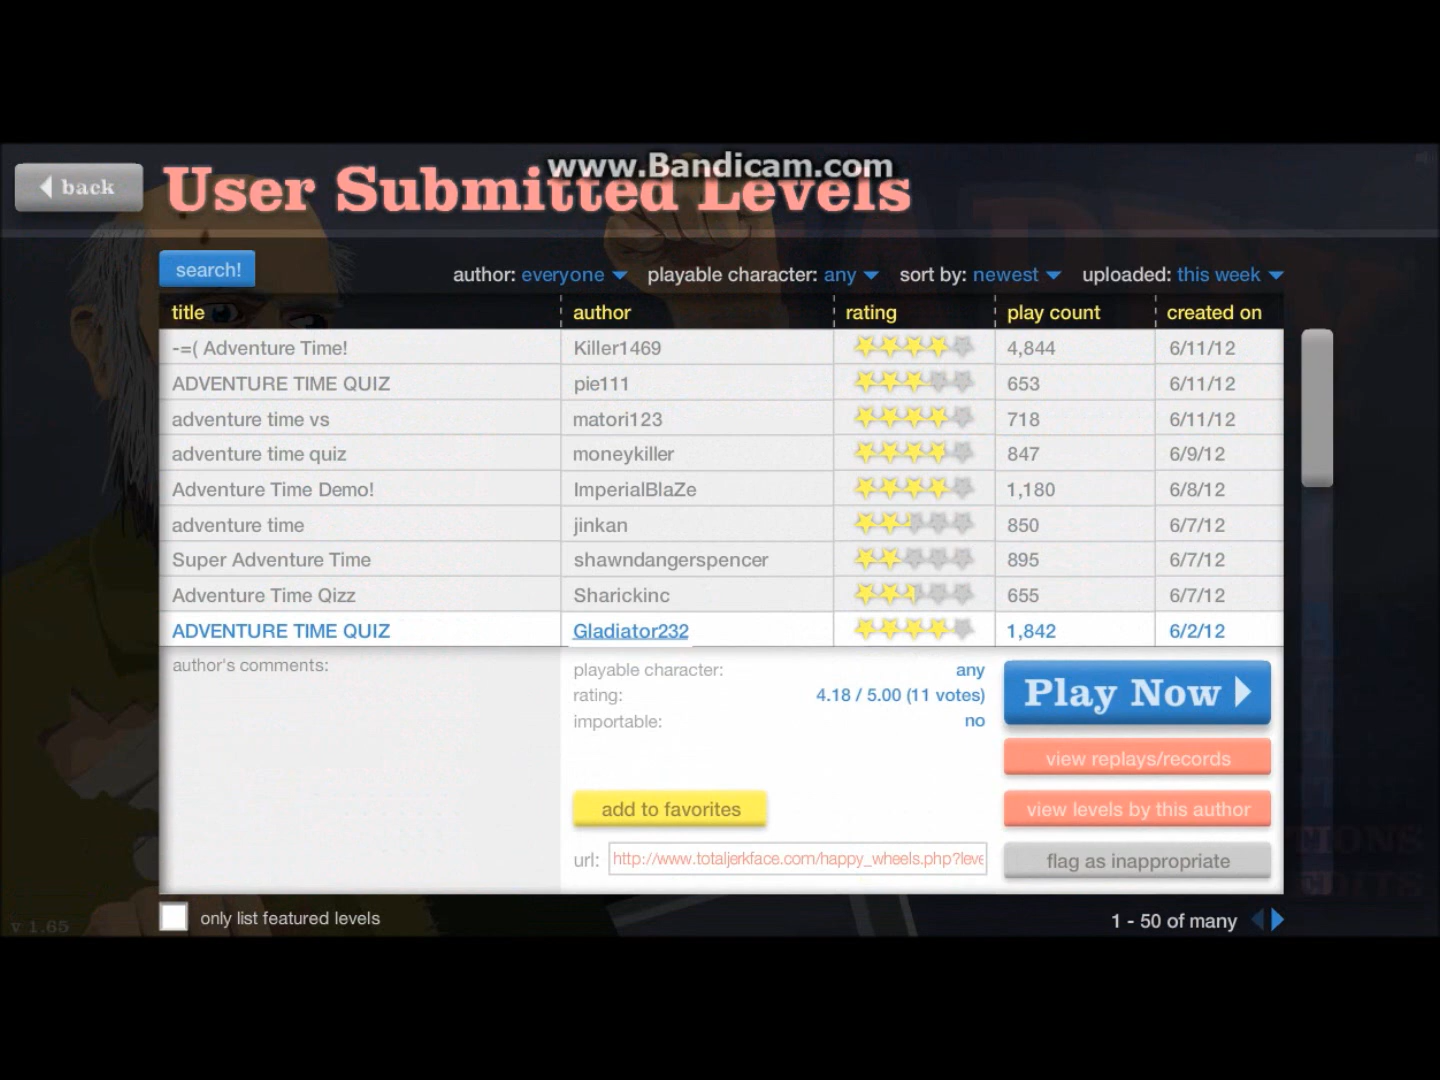 www.Bandicam.com
back
User Submitted Levels
search!
author: everyone playable character: any sort by: newest uploaded: this week
title author rating play count created on
-=( Adventure Time! Killer1469 4,844 6/11/12
ADVENTURE TIME QUIZ pie111 653 6/11/12
adventure time vs matori123 718 6/11/12
adventure time quiz moneykiller 847 6/9/12
Adventure Time Demo! ImperialBlaZe 1,180 6/8/12
adventure time jinkan 850 6/7/12
Super Adventure Time shawndangerspencer 895 6/7/12
Adventure Time Qizz Sharickinc 655 6/7/12
ADVENTURE TIME QUIZ Gladiator232 1,842 6/2/12
author's comments:
playable character: any
rating: 4.18 / 5.00 (11 votes)
importable: no
Play Now
view replays/records
add to favorites
view levels by this author
url: http://www.totaljerkface.com/happy_wheels.php?leve
flag as inappropriate
only list featured levels
1 - 50 of many
v 1.65